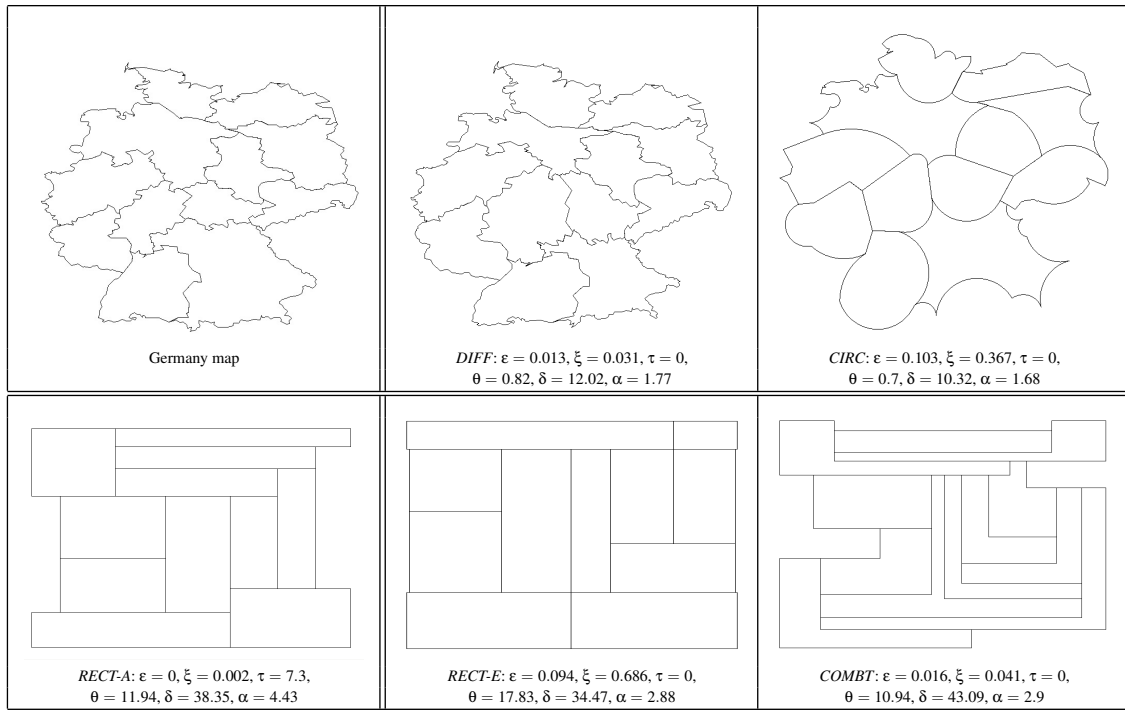 Germany map
DIFF: ε = 0.013, ξ = 0.031, τ = 0,
θ = 0.82, δ = 12.02, α = 1.77
CIRC: ε = 0.103, ξ = 0.367, τ = 0,
θ = 0.7, δ = 10.32, α = 1.68
RECT-A: ε = 0, ξ = 0.002, τ = 7.3,
θ = 11.94, δ = 38.35, α = 4.43
RECT-E: ε = 0.094, ξ = 0.686, τ = 0,
θ = 17.83, δ = 34.47, α = 2.88
COMBT: ε = 0.016, ξ = 0.041, τ = 0,
θ = 10.94, δ = 43.09, α = 2.9